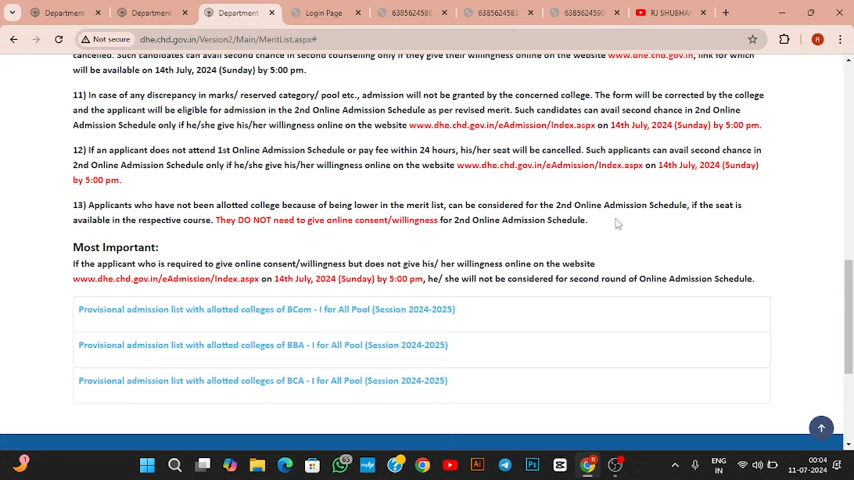 Department
Department
Department
Login Page
6385624588
6385624583
6385624590
RJ SHUBHAN
Not secure
dhe.chd.gov.in/Version2/Main/MeritList.aspx#
R
cancelled. Such candidates can avail second chance in second counselling only if they give their willingness online on the website www.dhe.chd.gov.in, link for which
will be available on 14th July, 2024 (Sunday) by 5:00 pm.
11) In case of any discrepancy in marks/ reserved category/ pool etc., admission will not be granted by the concerned college. The form will be corrected by the college
and the applicant will be eligible for admission in the 2nd Online Admission Schedule as per revised merit. Such candidates can avail second chance in 2nd Online
Admission Schedule only if he/she give his/her willingness online on the website www.dhe.chd.gov.in/eAdmission/Index.aspx on 14th July, 2024 (Sunday) by 5:00 pm.
12) If an applicant does not attend 1st Online Admission Schedule or pay fee within 24 hours, his/her seat will be cancelled. Such applicants can avail second chance in
2nd Online Admission Schedule only if he/she give his/her willingness online on the website www.dhe.chd.gov.in/eAdmission/Index.aspx on 14th July, 2024 (Sunday)
by 5:00 pm.
13) Applicants who have not been allotted college because of being lower in the merit list, can be considered for the 2nd Online Admission Schedule, if the seat is
available in the respective course. They DO NOT need to give online consent/willingness for 2nd Online Admission Schedule.
Most Important:
If the applicant who is required to give online consent/willingness but does not give his/ her willingness online on the website
www.dhe.chd.gov.in/eAdmission/Index.aspx on 14th July, 2024 (Sunday) by 5:00 pm, he/ she will not be considered for second round of Online Admission Schedule.
Provisional admission list with allotted colleges of BCom - I for All Pool (Session 2024-2025)
Provisional admission list with allotted colleges of BBA - I for All Pool (Session 2024-2025)
Provisional admission list with allotted colleges of BCA - I for All Pool (Session 2024-2025)
ENG
IN
00:04
11-07-2024